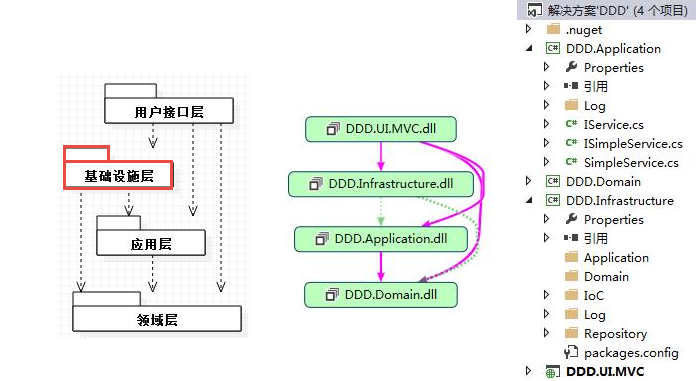 用户接口层
基础设施层
应用层
领域层
DDD.UI.MVC.dll
DDD.Infrastructure.dll
DDD.Application.dll
DDD.Domain.dll
解决方案'DDD' (4 个项目)
.nuget
C# DDD.Application
Properties
引用
Log
C# IService.cs
C# ISimpleService.cs
C# SimpleService.cs
C# DDD.Domain
C# DDD.Infrastructure
Properties
引用
Application
Domain
IoC
Log
Repository
packages.config
DDD.UI.MVC